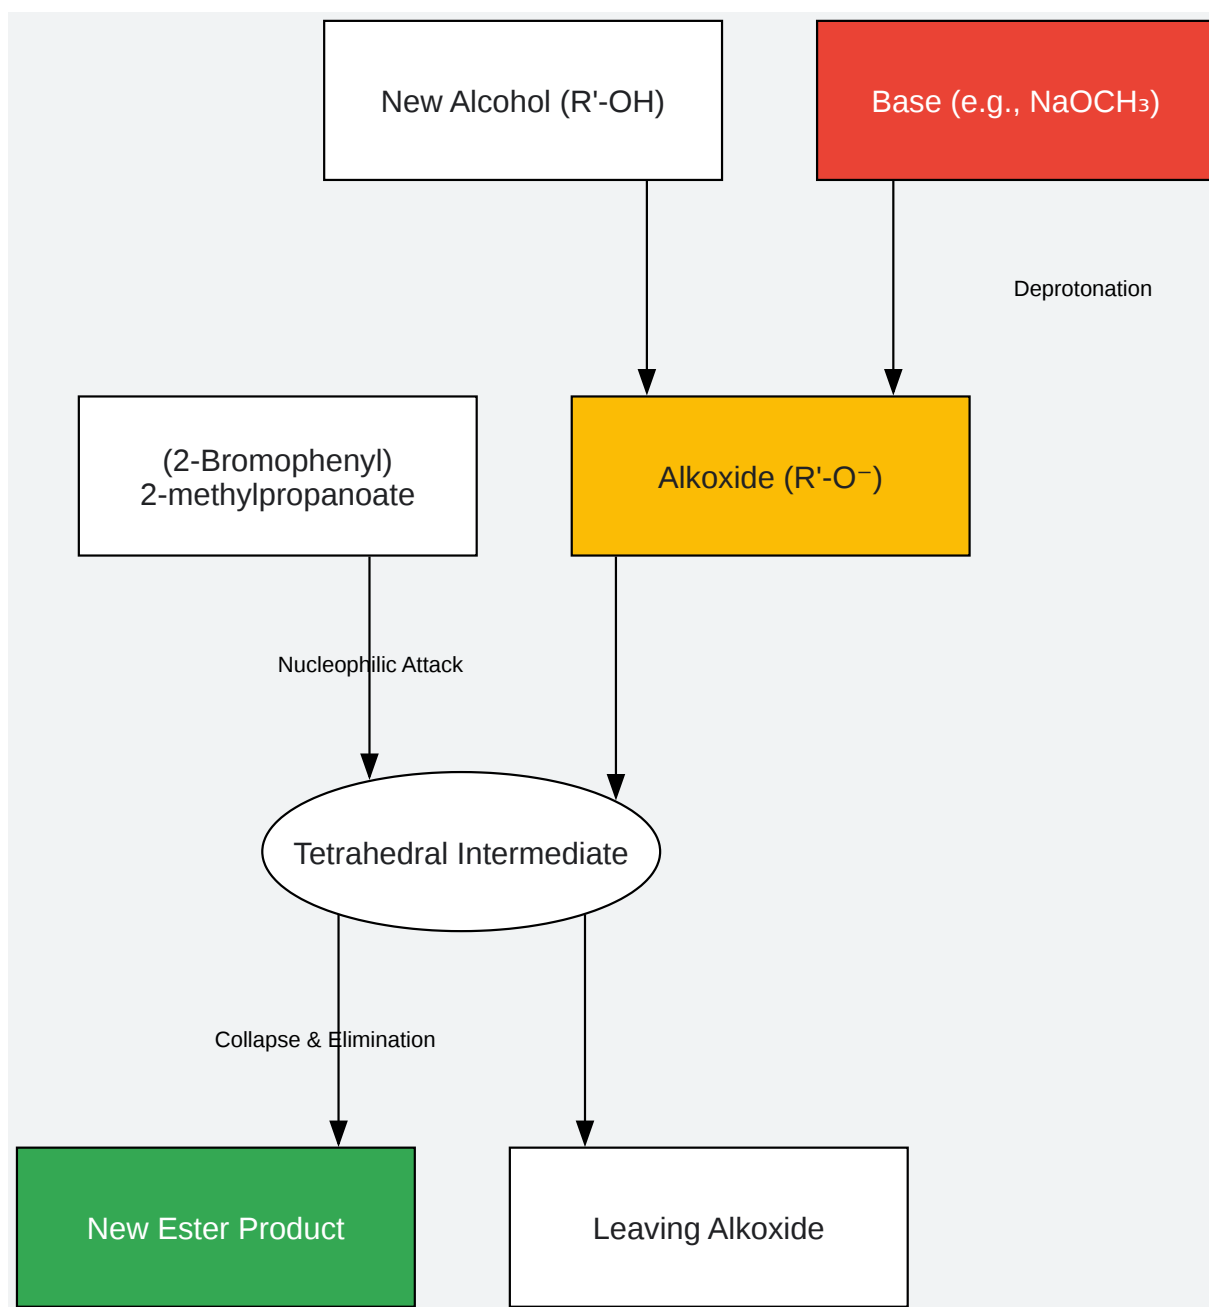 New Alcohol (R'-OH)
Base (e.g., NaOCH₃)
Deprotonation
(2-Bromophenyl)
2-methylpropanoate
Alkoxide (R'-O⁻)
Nucleophilic Attack
Tetrahedral Intermediate
Collapse & Elimination
New Ester Product
Leaving Alkoxide